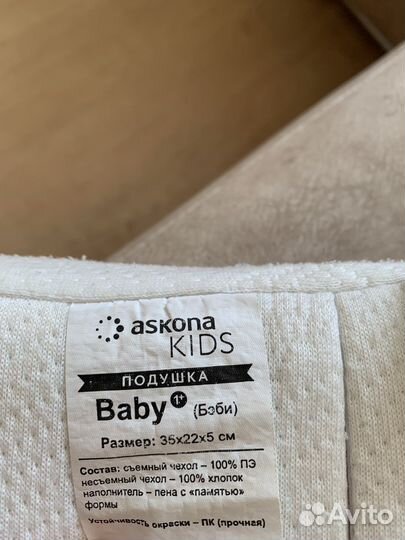 askona
KIDS
ПОДУШКА
Baby 1+ (Бэби)
Размер: 35х22х5 см
Состав: съемный чехол – 100% ПЭ
несъемный чехол – 100% хлопок
наполнитель – пена с «памятью»
формы
Устойчивость окраски – ПК (прочная)
Avito